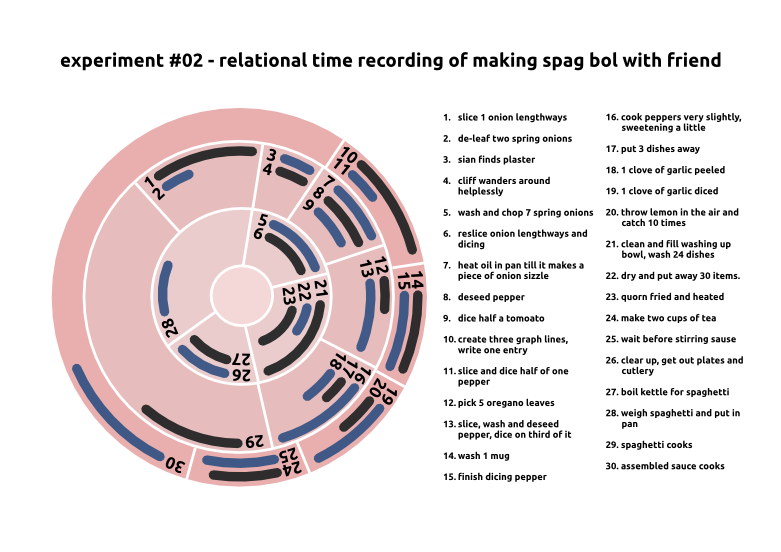 experiment #02 - relational time recording of making spag bol with friend
1. slice 1 onion lengthways
2. de-leaf two spring onions
3. sian finds plaster
4. cliff wanders around
helplessly
5. wash and chop 7 spring onions
6. reslice onion lengthways and
dicing
7. heat oil in pan till it makes a
piece of onion sizzle
8. deseed pepper
9. dice half a tomoato
10. create three graph lines,
write one entry
11. slice and dice half of one
pepper
12. pick 5 oregano leaves
13. slice, wash and deseed
pepper, dice on third of it
14. wash 1 mug
15. finish dicing pepper
16. cook peppers very slightly,
sweetening a little
17. put 3 dishes away
18. 1 clove of garlic peeled
19. 1 clove of garlic diced
20. throw lemon in the air and
catch 10 times
21. clean and fill washing up
bowl, wash 24 dishes
22. dry and put away 30 items.
23. quorn fried and heated
24. make two cups of tea
25. wait before stirring sause
26. clear up, get out plates and
cutlery
27. boil kettle for spaghetti
28. weigh spaghetti and put in
pan
29. spaghetti cooks
30. assembled sauce cooks
1
2
3
4
5
6
7
8
9
10
11
12
13
14
15
16
17
18
19
20
21
22
23
24
25
26
27
28
29
30